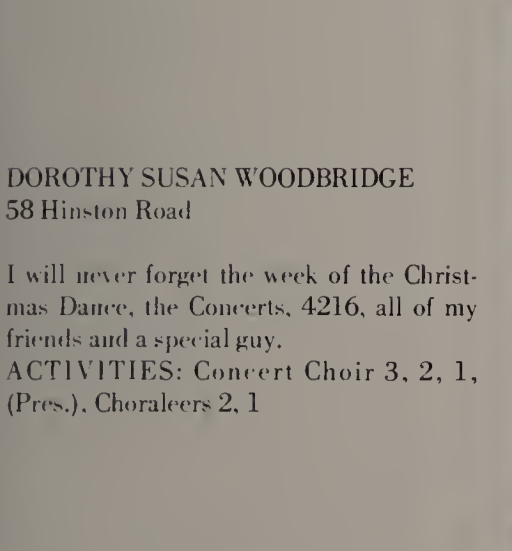 DOROTHY SUSAN WOODBRIDGE
58 Hinston Road
I will never forget the week of the Christ-
mas Dance, the Concerts, 4216, all of my
friends and a special guy.
ACTIVITIES: Concert Choir 3, 2, 1,
(Pres.), Choraleers 2, 1